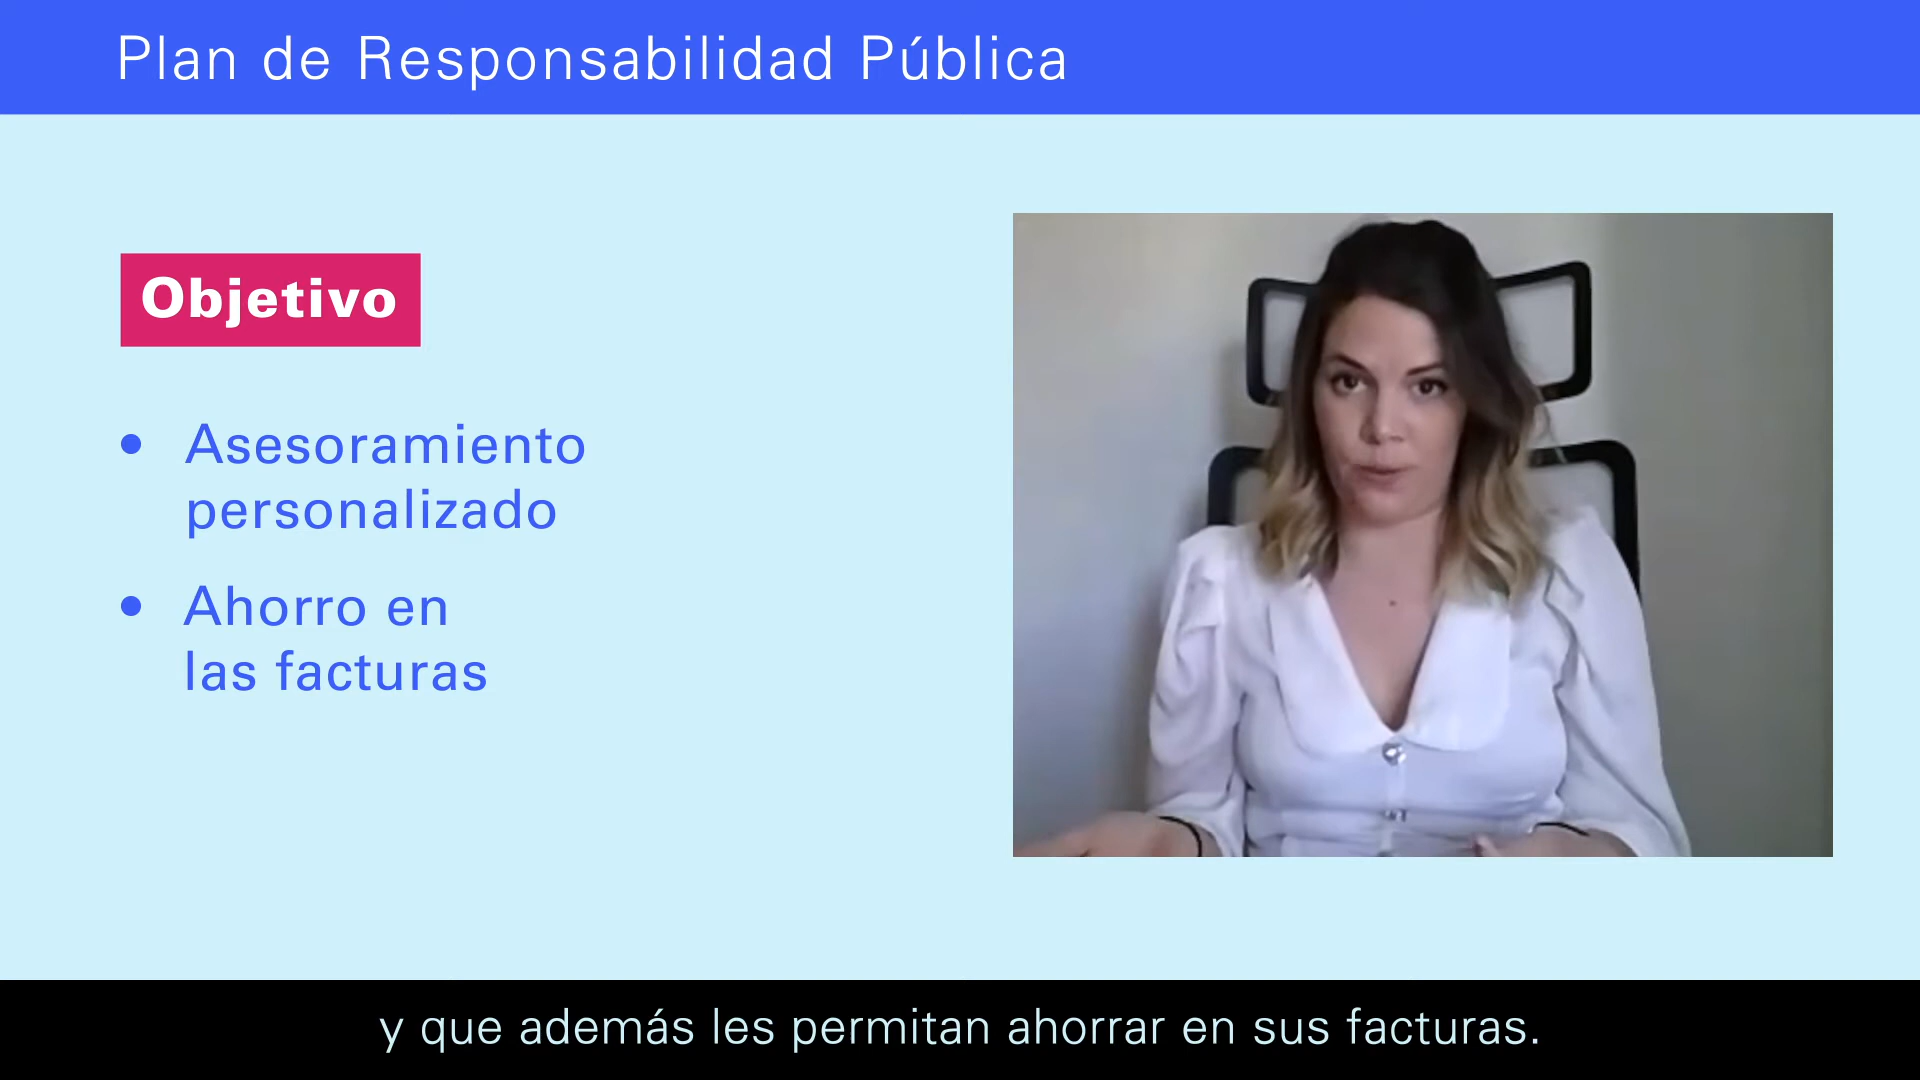 Plan de Responsabilidad Pública
Objetivo
• Asesoramiento
personalizado
• Ahorro en
las facturas
y que además les permitan ahorrar en sus facturas.